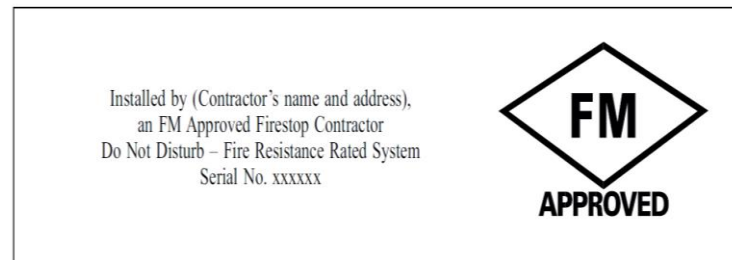 Installed by (Contractor’s name and address),
an FM Approved Firestop Contractor
Do Not Disturb – Fire Resistance Rated System
Serial No. xxxxxx
FM
APPROVED